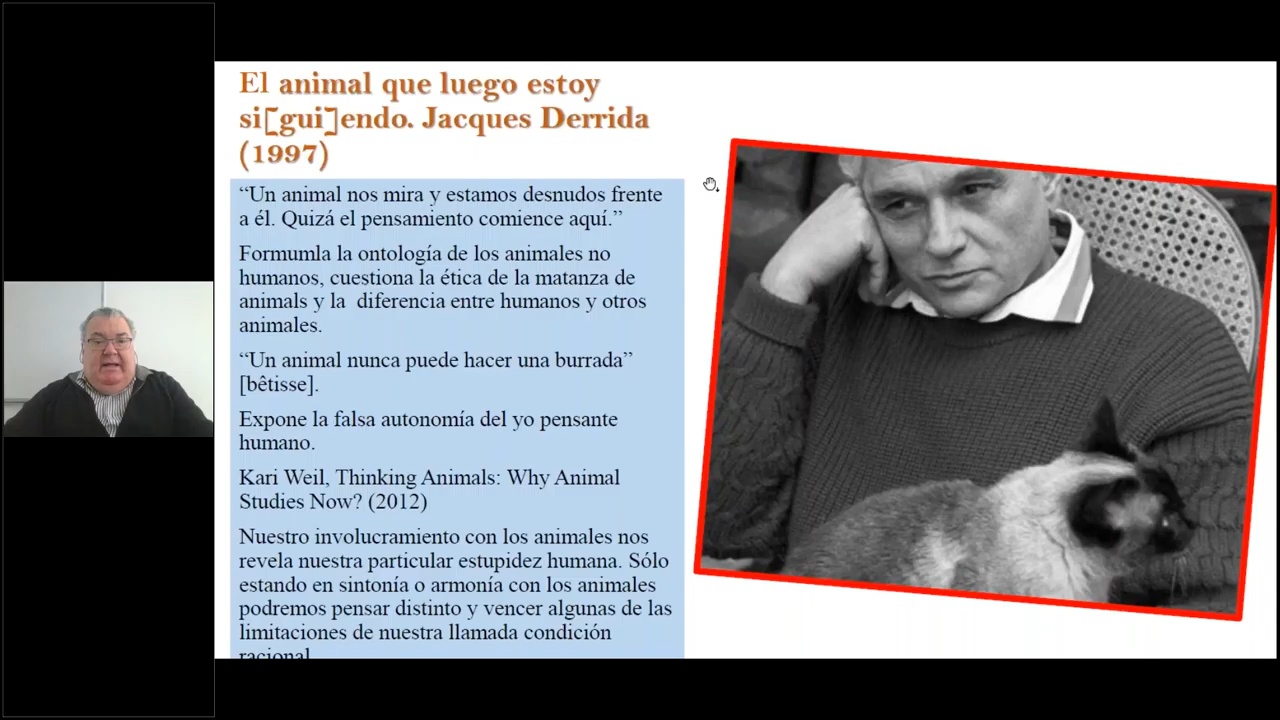 El animal que luego estoy
si[gui]endo. Jacques Derrida
(1997)
“Un animal nos mira y estamos desnudos frente
a él. Quizá el pensamiento comience aquí.”
Formumla la ontología de los animales no
humanos, cuestiona la ética de la matanza de
animals y la  diferencia entre humanos y otros
animales.
“Un animal nunca puede hacer una burrada”
[bêtisse].
Expone la falsa autonomía del yo pensante
humano.
Kari Weil, Thinking Animals: Why Animal
Studies Now? (2012)
Nuestro involucramiento con los animales nos
revela nuestra particular estupidez humana. Sólo
estando en sintonía o armonía con los animales
podremos pensar distinto y vencer algunas de las
limitaciones de nuestra llamada condición
racional